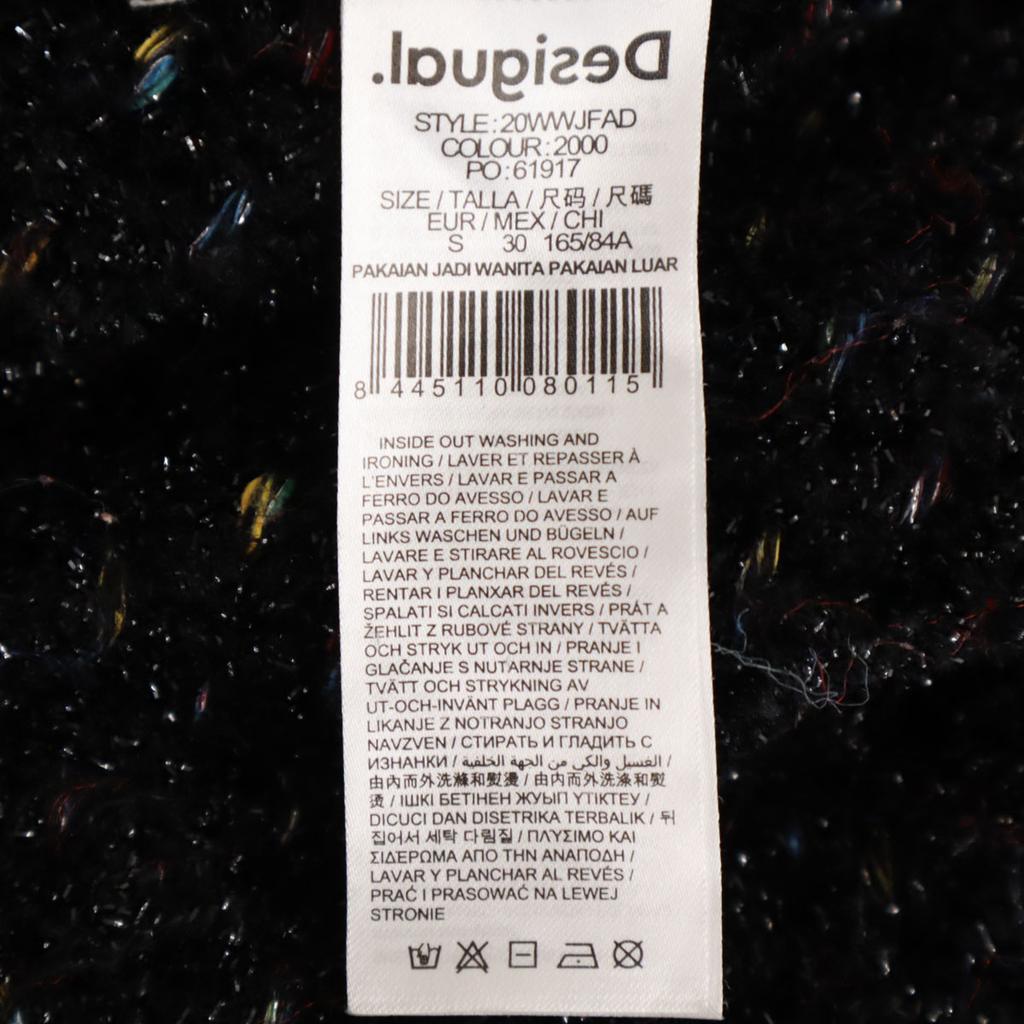 Desigual.
STYLE:20WWJFAD
COLOUR:2000
PO:61917
SIZE / TALLA / 尺码 / 尺碼
EUR / MEX / CHI
S 30 165/84A
PAKAIAN JADI WANITA PAKAIAN LUAR
8 445110 080115
INSIDE OUT WASHING AND
IRONING / LAVER ET REPASSER À
L'ENVERS / LAVAR E PASSAR A
FERRO DO AVESSO / LAVAR E
PASSAR A FERRO DO AVESSO / AUF
LINKS WASCHEN UND BÜGELN /
LAVARE E STIRARE AL ROVESCIO /
LAVAR Y PLANCHAR DEL REVÉS /
RENTAR I PLANXAR DEL REVÉS /
SPALATI SI CALCATI INVERS / PRÁT A
ŽEHLIT Z RUBOVÉ STRANY / TVÄTTA
OCH STRYK UT OCH IN / PRANJE I
GLAČANJE S NUTARNJE STRANE /
TVÄTT OCH STRYKNING AV
UT-OCH-INVÄNT PLAGG / PRANJE IN
LIKANJE Z NOTRANJO STRANJO
NAVZVEN / СТИРАТЬ И ГЛАДИТЬ С
ИЗНАНКИ / الغسيل والكي من الجهة الخلفية /
由內而外洗滌和熨燙 / 由内而外洗涤和熨
烫 / ІШКІ БЕТІНЕН ЖУЫП ҮТІКТЕУ /
DICUCI DAN DISETRIKA TERBALIK / 뒤
집어서 세탁 다림질 / ΠΛΥΣΙΜΟ ΚΑΙ
ΣΙΔΕΡΩΜΑ ΑΠΟ ΤΗΝ ΑΝΑΠΟΔΗ /
LAVAR Y PLANCHAR AL REVÉS /
PRAĆ I PRASOWAĆ NA LEWEJ
STRONIE